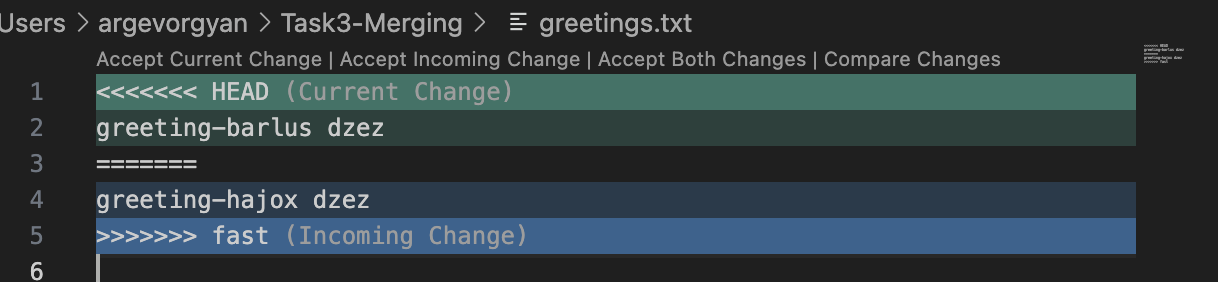 Users > argevorgyan > Task3-Merging > greetings.txt
Accept Current Change | Accept Incoming Change | Accept Both Changes | Compare Changes
1 <<<<<<< HEAD (Current Change)
2 greeting-barlus dzez
3 =======
4 greeting-hajox dzez
5 >>>>>>> fast (Incoming Change)
6